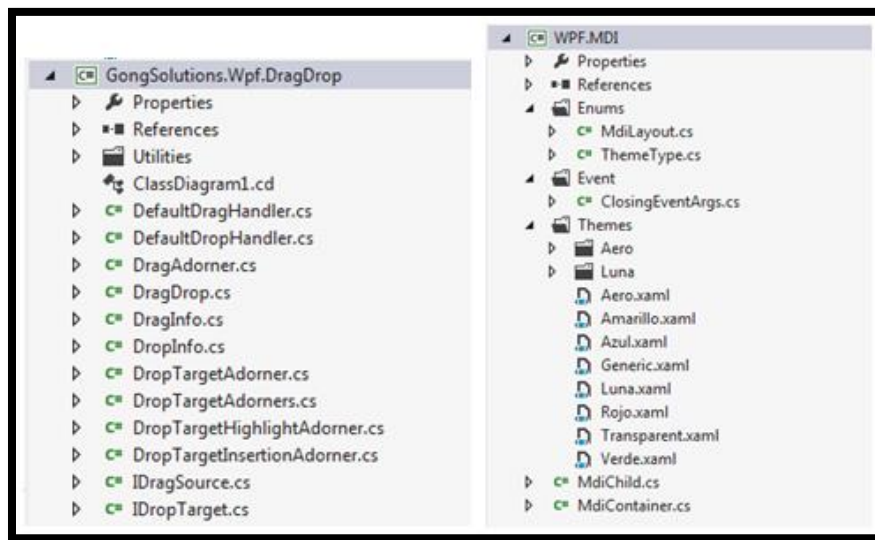 GongSolutions.Wpf.DragDrop
Properties
References
Utilities
ClassDiagram1.cd
C# DefaultDragHandler.cs
C# DefaultDropHandler.cs
C# DragAdorner.cs
C# DragDrop.cs
C# DragInfo.cs
C# DropInfo.cs
C# DropTargetAdorner.cs
C# DropTargetAdorners.cs
C# DropTargetHighlightAdorner.cs
C# DropTargetInsertionAdorner.cs
C# IDragSource.cs
C# IDropTarget.cs
C# WPF.MDI
Properties
References
Enums
C# MdiLayout.cs
C# ThemeType.cs
Event
C# ClosingEventArgs.cs
Themes
Aero
Luna
Aero.xaml
Amarillo.xaml
Azul.xaml
Generic.xaml
Luna.xaml
Rojo.xaml
Transparent.xaml
Verde.xaml
C# MdiChild.cs
C# MdiContainer.cs